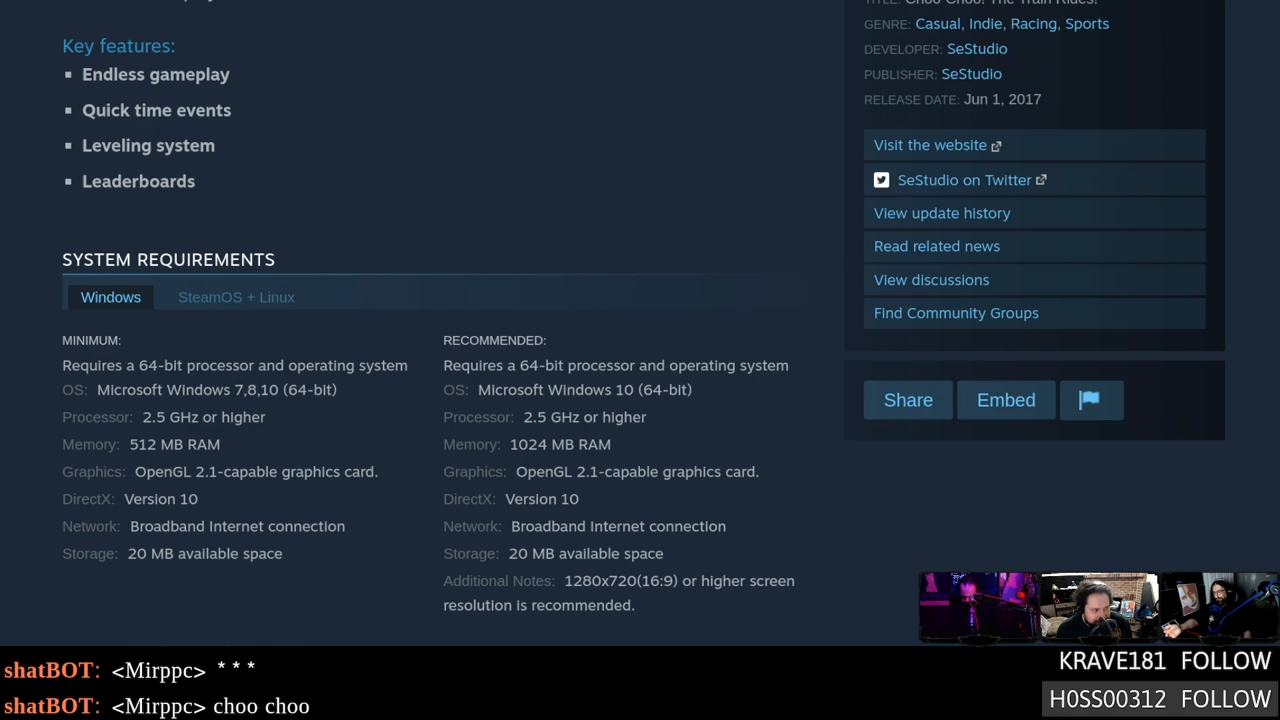 Key features:
Endless gameplay
Quick time events
Leveling system
Leaderboards
SYSTEM REQUIREMENTS
Windows
SteamOS + Linux
MINIMUM:
Requires a 64-bit processor and operating system
OS: Microsoft Windows 7,8,10 (64-bit)
Processor: 2.5 GHz or higher
Memory: 512 MB RAM
Graphics: OpenGL 2.1-capable graphics card.
DirectX: Version 10
Network: Broadband Internet connection
Storage: 20 MB available space
RECOMMENDED:
Requires a 64-bit processor and operating system
OS: Microsoft Windows 10 (64-bit)
Processor: 2.5 GHz or higher
Memory: 1024 MB RAM
Graphics: OpenGL 2.1-capable graphics card.
DirectX: Version 10
Network: Broadband Internet connection
Storage: 20 MB available space
Additional Notes: 1280x720(16:9) or higher screen
resolution is recommended.
TITLE: Choo Choo! The Train Rides!
GENRE: Casual, Indie, Racing, Sports
DEVELOPER: SeStudio
PUBLISHER: SeStudio
RELEASE DATE: Jun 1, 2017
Visit the website
SeStudio on Twitter
View update history
Read related news
View discussions
Find Community Groups
Share
Embed
shatBOT: <Mirppc> * * *
shatBOT: <Mirppc> choo choo
KRAVE181 FOLLOW
H0SS00312 FOLLOW